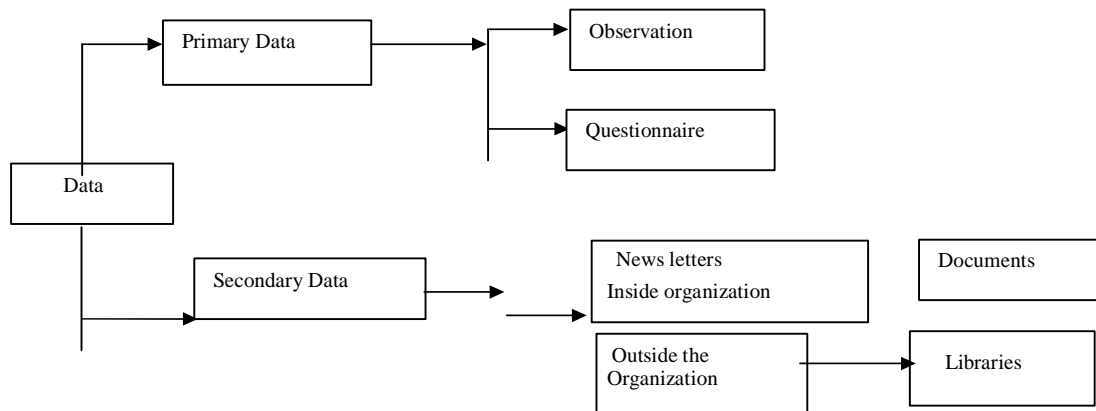 Observation
Primary Data
Questionnaire
Data
News letters
Inside organization
Documents
Secondary Data
Outside the
Organization
Libraries